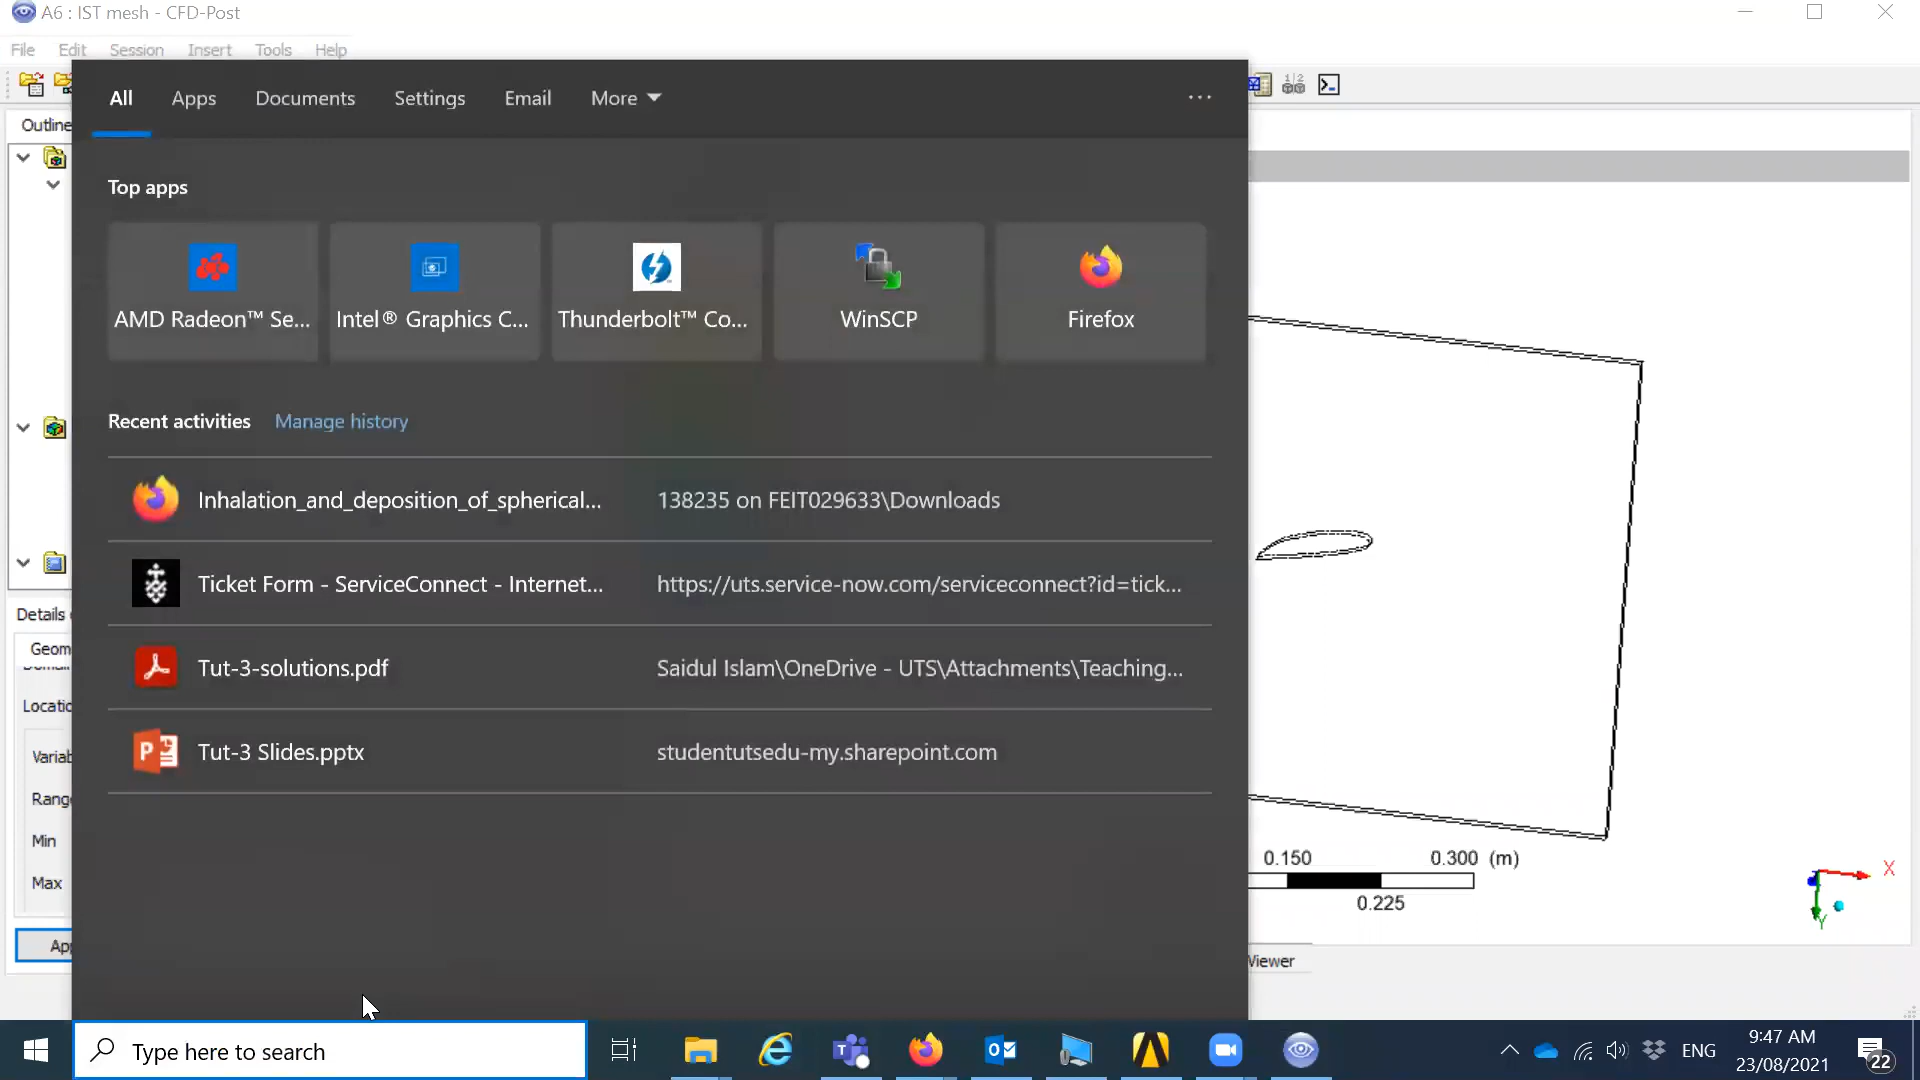 A6 : IST mesh - CFD-Post
File Edit Session Insert Tools Help
All Apps Documents Settings Email More
Outline
Top apps
AMD Radeon™ Se... Intel® Graphics C... Thunderbolt™ Co... WinSCP Firefox
Recent activities Manage history
Inhalation_and_deposition_of_spherical... 138235 on FEIT029633\Downloads
Ticket Form - ServiceConnect - Internet... https://uts.service-now.com/serviceconnect?id=tick...
Details
Geom
Tut-3-solutions.pdf Saidul Islam\OneDrive - UTS\Attachments\Teaching...
Locatio
Variab
Tut-3 Slides.pptx studentutsedu-my.sharepoint.com
Range
Min
Max
0.150 0.300 (m)
0.225
X
Y
App
Viewer
Type here to search
ENG
9:47 AM
23/08/2021
22